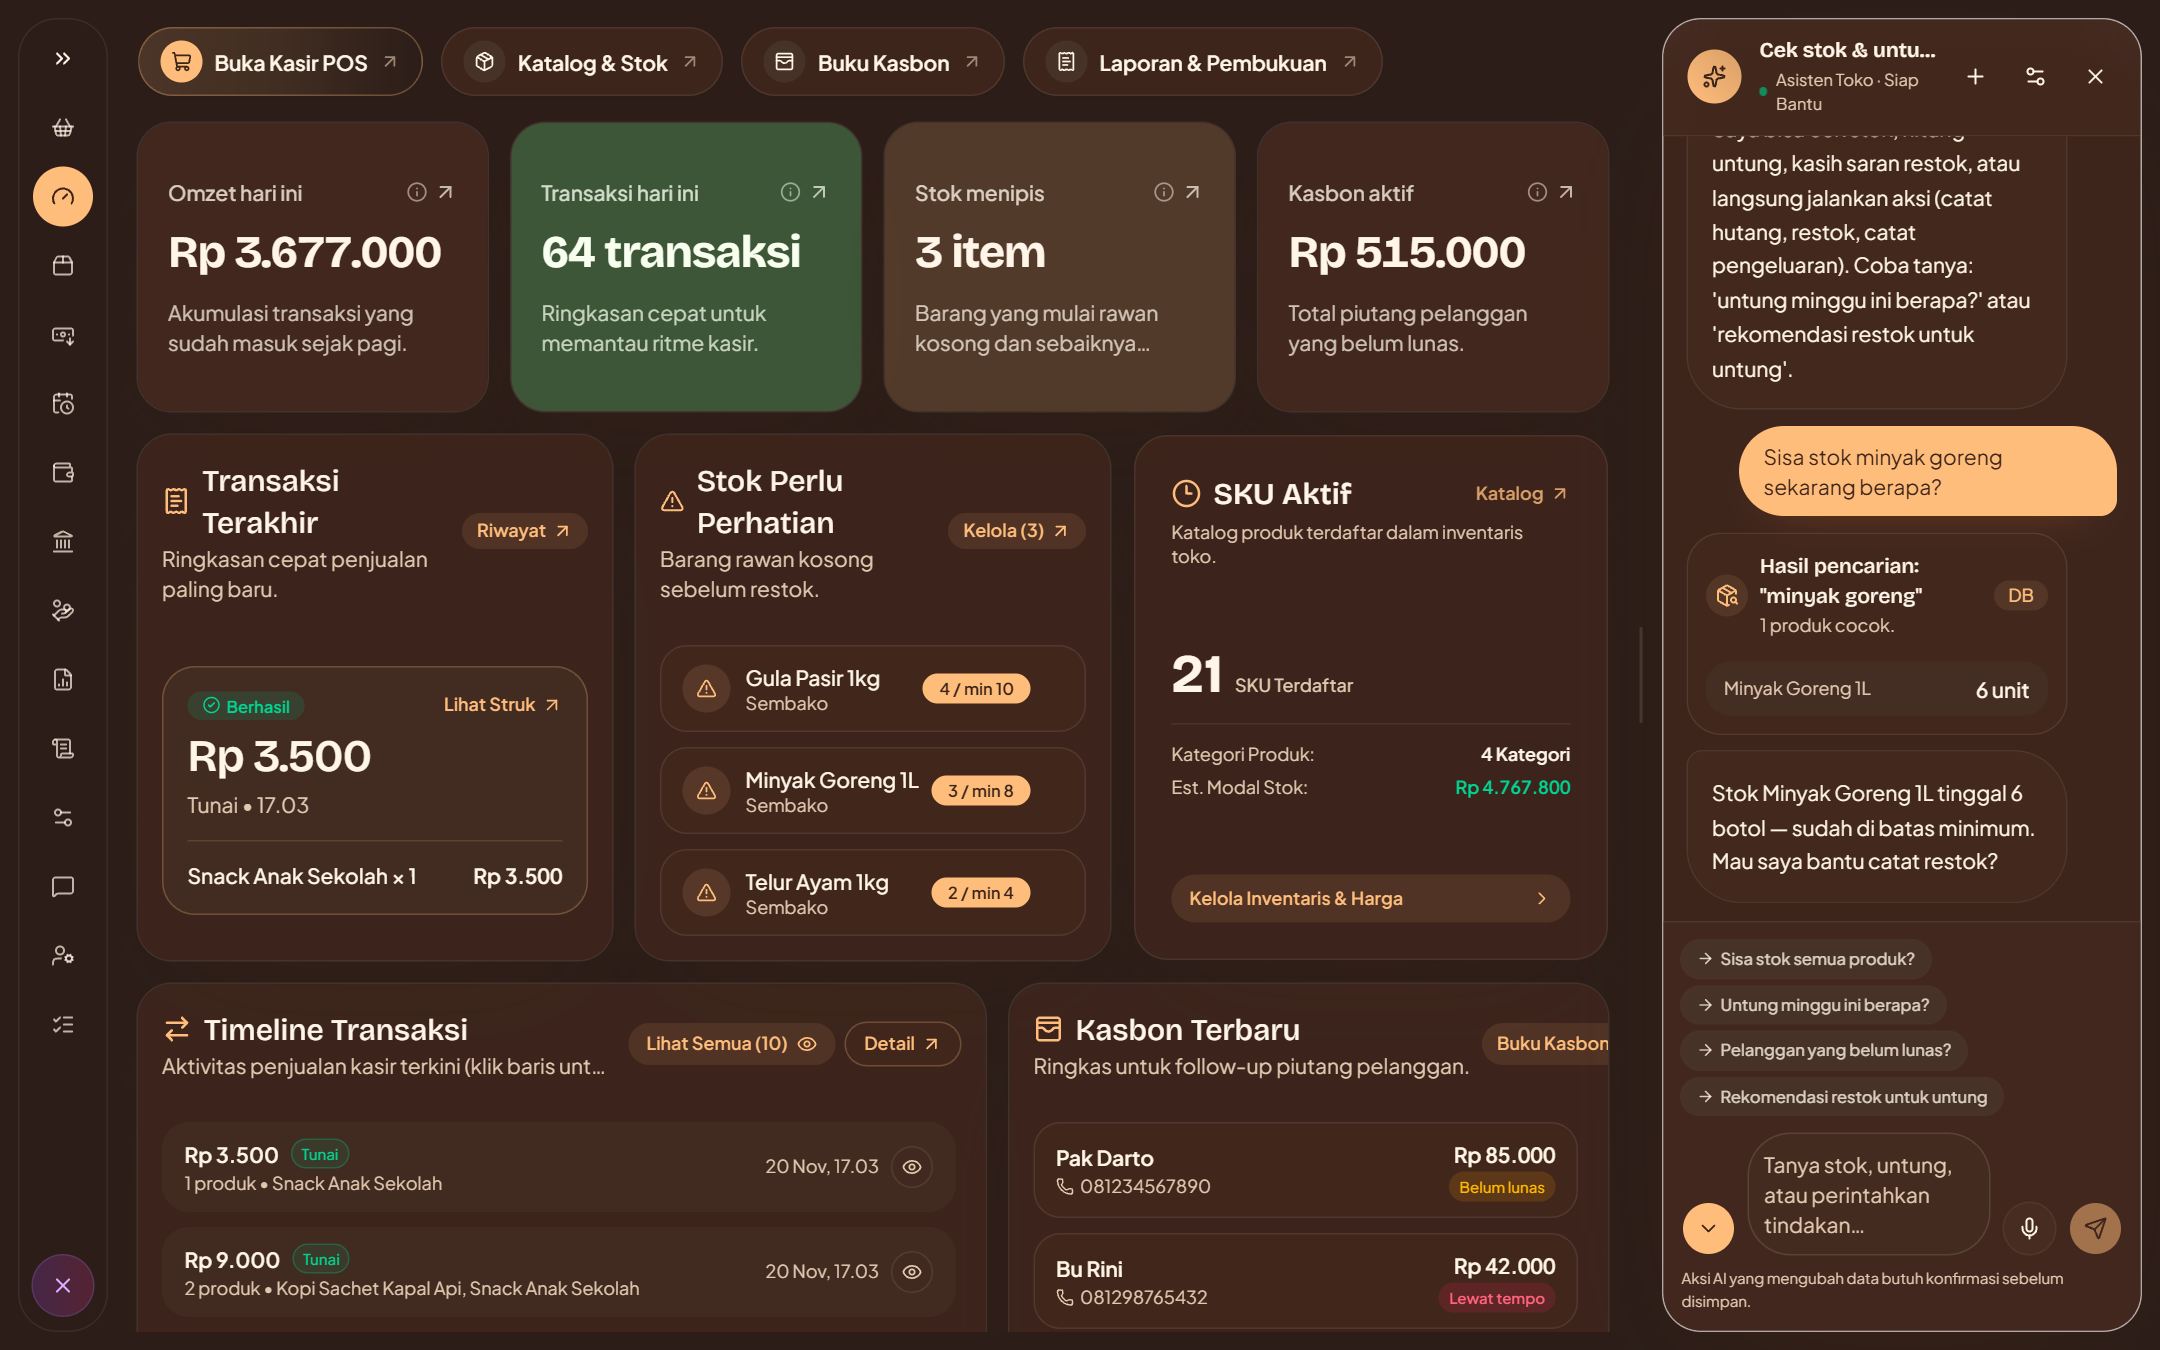 Buka Kasir POS
Katalog & Stok
Buku Kasbon
Laporan & Pembukuan
Omzet hari ini
Rp 3.677.000
Akumulasi transaksi yang
sudah masuk sejak pagi.
Transaksi hari ini
64 transaksi
Ringkasan cepat untuk
memantau ritme kasir.
Stok menipis
3 item
Barang yang mulai rawan
kosong dan sebaiknya...
Kasbon aktif
Rp 515.000
Total piutang pelanggan
yang belum lunas.
Transaksi
Terakhir
Riwayat
Ringkasan cepat penjualan
paling baru.
Berhasil
Lihat Struk
Rp 3.500
Tunai • 17.03
Snack Anak Sekolah × 1
Rp 3.500
Stok Perlu
Perhatian
Kelola (3)
Barang rawan kosong
sebelum restok.
Gula Pasir 1kg
Sembako
4 / min 10
Minyak Goreng 1L
Sembako
3 / min 8
Telur Ayam 1kg
Sembako
2 / min 4
SKU Aktif
Katalog
Katalog produk terdaftar dalam inventaris
toko.
21 SKU Terdaftar
Kategori Produk:
4 Kategori
Est. Modal Stok:
Rp 4.767.800
Kelola Inventaris & Harga
Timeline Transaksi
Lihat Semua (10)
Detail
Aktivitas penjualan kasir terkini (klik baris unt...
Rp 3.500
Tunai
1 produk • Snack Anak Sekolah
20 Nov, 17.03
Rp 9.000
Tunai
2 produk • Kopi Sachet Kapal Api, Snack Anak Sekolah
20 Nov, 17.03
Kasbon Terbaru
Buku Kasbon
Ringkas untuk follow-up piutang pelanggan.
Pak Darto
081234567890
Rp 85.000
Belum lunas
Bu Rini
081298765432
Rp 42.000
Lewat tempo
Cek stok & untu...
Asisten Toko · Siap
Bantu
untung, kasih saran restok, atau
langsung jalankan aksi (catat
hutang, restok, catat
pengeluaran). Coba tanya:
'untung minggu ini berapa?' atau
'rekomendasi restok untuk
untung'.
Sisa stok minyak goreng
sekarang berapa?
Hasil pencarian:
"minyak goreng"
1 produk cocok.
DB
Minyak Goreng 1L
6 unit
Stok Minyak Goreng 1L tinggal 6
botol — sudah di batas minimum.
Mau saya bantu catat restok?
Sisa stok semua produk?
Untung minggu ini berapa?
Pelanggan yang belum lunas?
Rekomendasi restok untuk untung
Tanya stok, untung,
atau perintahkan
tindakan...
Aksi AI yang mengubah data butuh konfirmasi sebelum
disimpan.